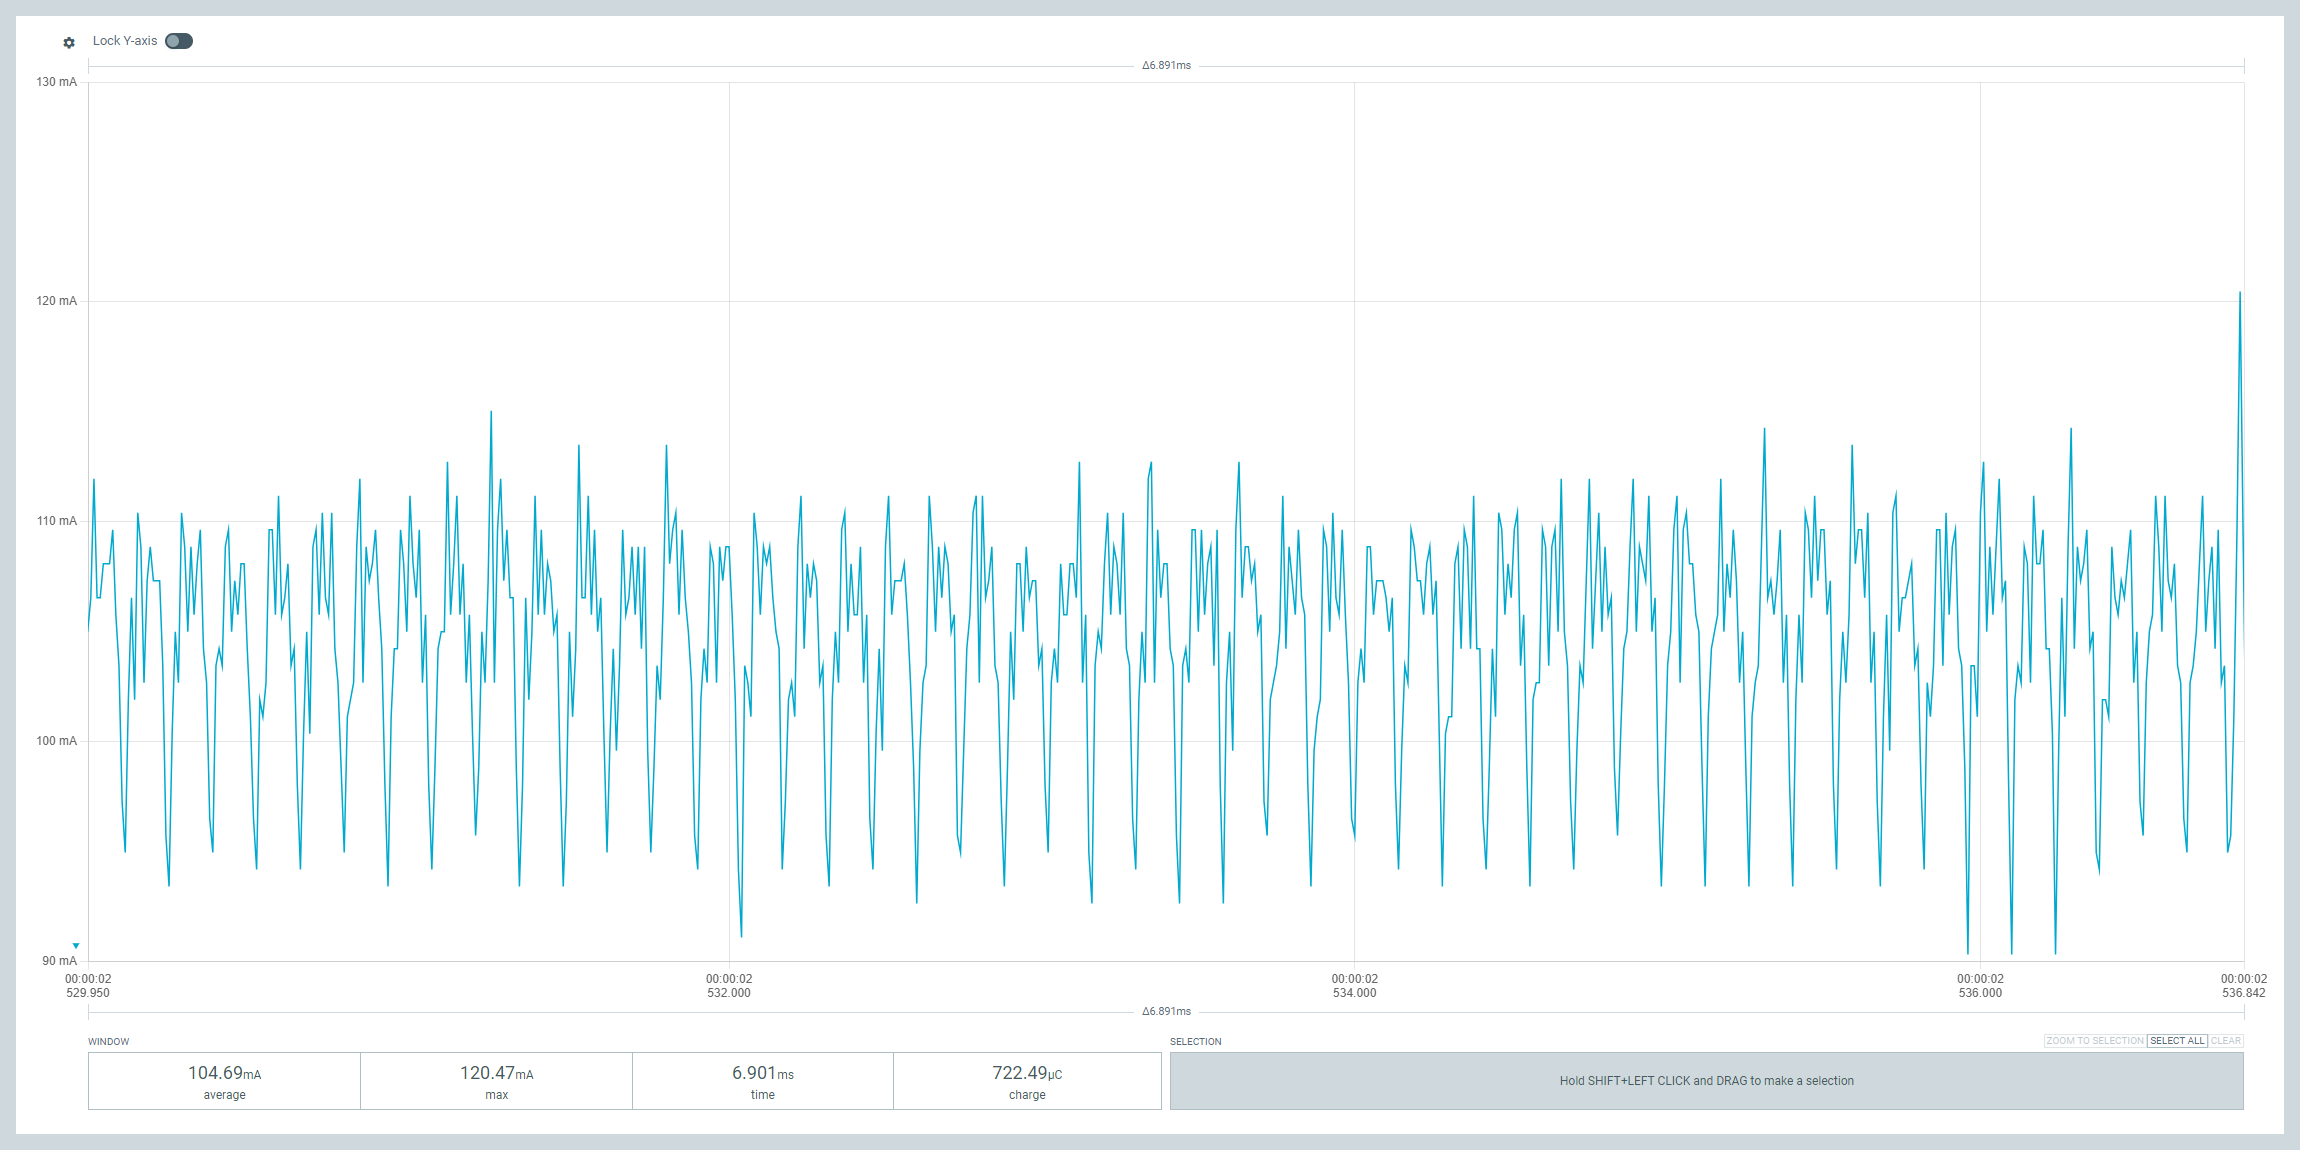 Lock Y-axis
Δ6.891ms
130 mA
120 mA
110 mA
100 mA
90 mA
00:00:02 00:00:02 00:00:02 00:00:02 00:00:02
529.950 532.000 534.000 536.000 536.842
Δ6.891ms
WINDOW
104.69mA 120.47mA 6.901ms 722.49μC
average max time charge
SELECTION ZOOM TO SELECTION SELECT ALL CLEAR
Hold SHIFT+LEFT CLICK and DRAG to make a selection